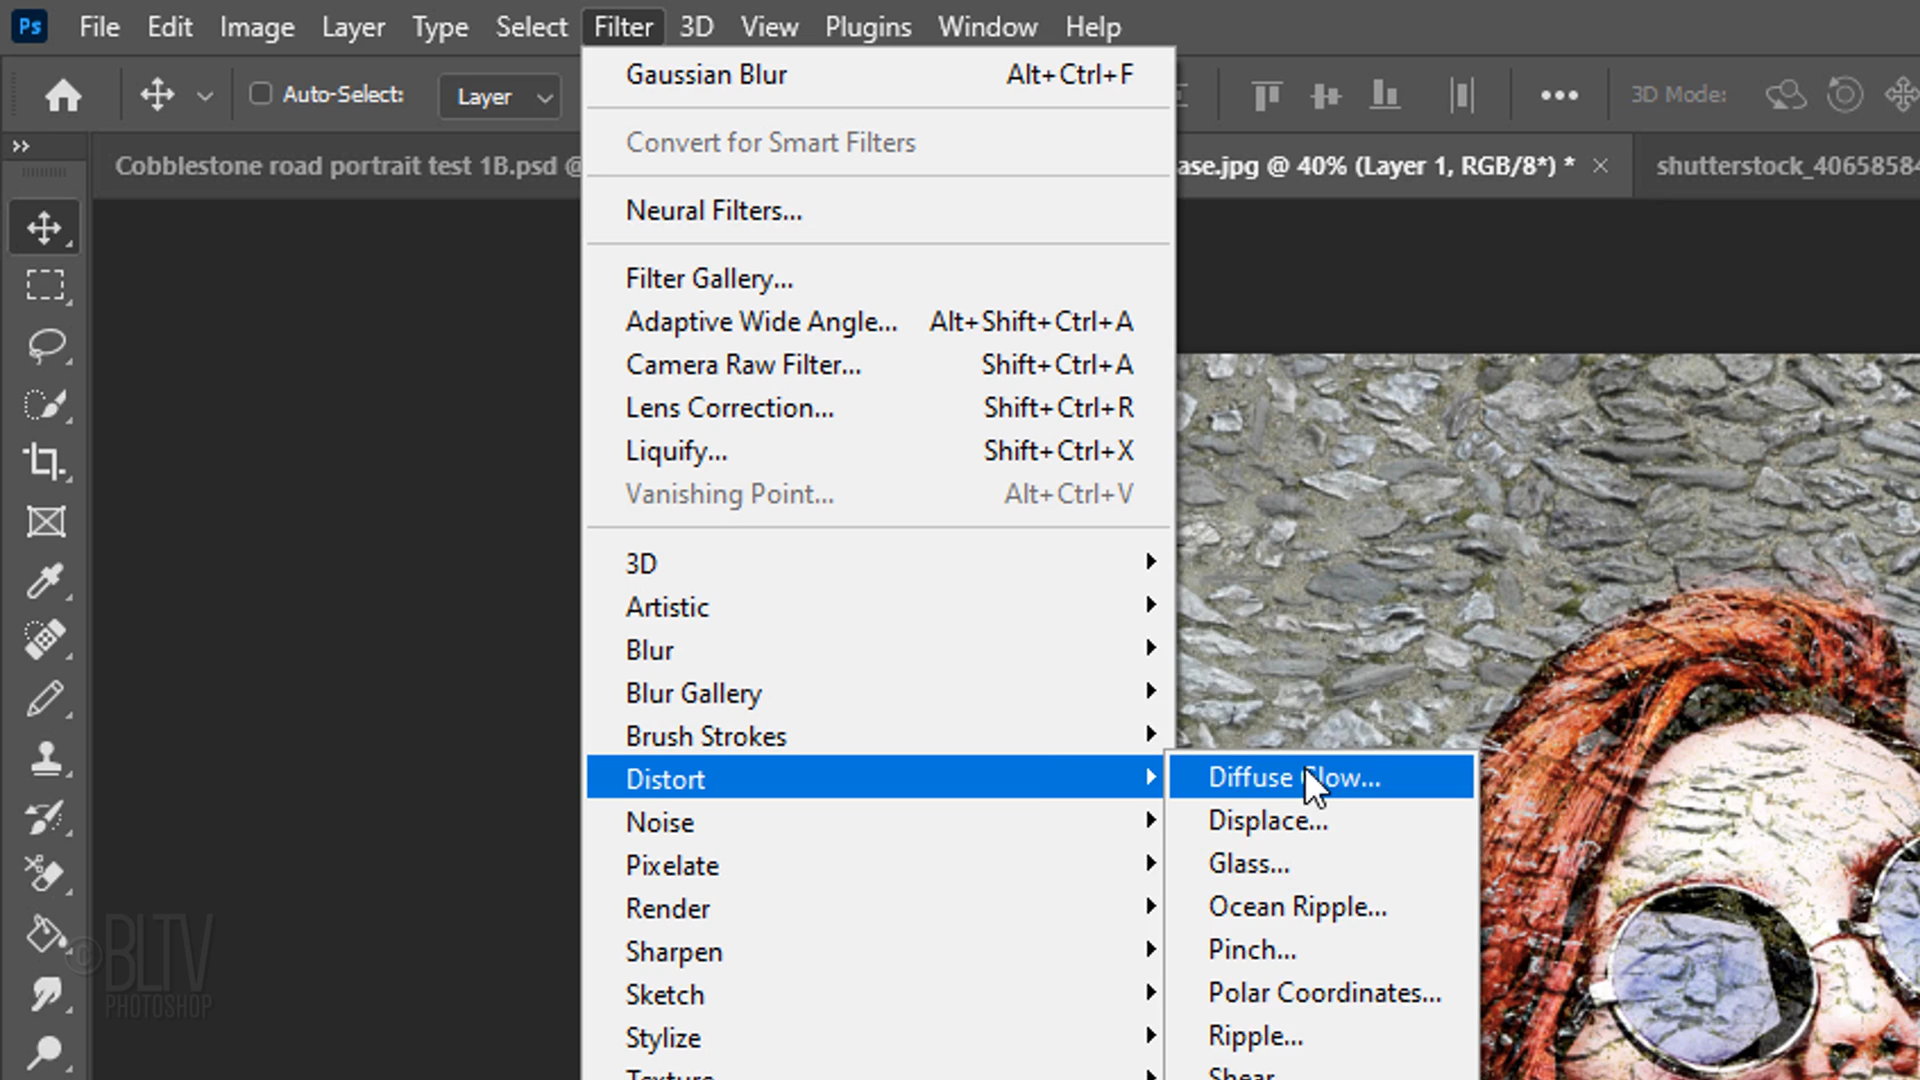 Ps File Edit Image Layer Type Select Filter 3D View Plugins Window Help
Auto-Select: Layer 3D Mode:
Cobblestone road portrait test 1B.psd @ ase.jpg @ 40% (Layer 1, RGB/8*) * × shutterstock_40658584
Gaussian Blur Alt+Ctrl+F
Convert for Smart Filters
Neural Filters...
Filter Gallery...
Adaptive Wide Angle... Alt+Shift+Ctrl+A
Camera Raw Filter... Shift+Ctrl+A
Lens Correction... Shift+Ctrl+R
Liquify... Shift+Ctrl+X
Vanishing Point... Alt+Ctrl+V
3D
Artistic
Blur
Blur Gallery
Brush Strokes
Distort
Noise
Pixelate
Render
Sharpen
Sketch
Stylize
Texture
Diffuse Glow...
Displace...
Glass...
Ocean Ripple...
Pinch...
Polar Coordinates...
Ripple...
Shear...
© BLTV
PHOTOSHOP